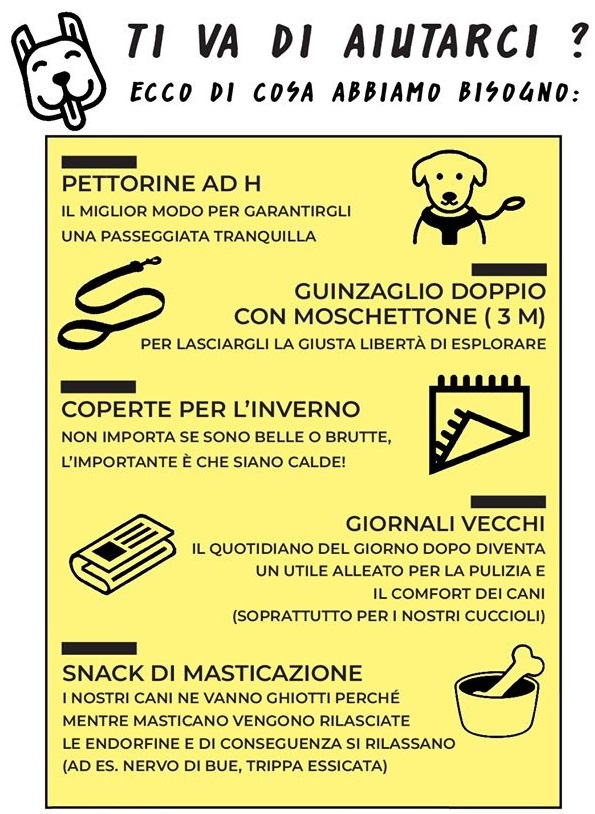 TI VA DI AIUTARCI ?
ECCO DI COSA ABBIAMO BISOGNO:
PETTORINE AD H
IL MIGLIOR MODO PER GARANTIRGLI
UNA PASSEGGIATA TRANQUILLA
GUINZAGLIO DOPPIO
CON MOSCHETTONE ( 3 M)
PER LASCIARGLI LA GIUSTA LIBERTÀ DI ESPLORARE
COPERTE PER L'INVERNO
NON IMPORTA SE SONO BELLE O BRUTTE,
L'IMPORTANTE È CHE SIANO CALDE!
GIORNALI VECCHI
IL QUOTIDIANO DEL GIORNO DOPO DIVENTA
UN UTILE ALLEATO PER LA PULIZIA E
IL COMFORT DEI CANI
(SOPRATTUTTO PER I NOSTRI CUCCIOLI)
SNACK DI MASTICAZIONE
I NOSTRI CANI NE VANNO GHIOTTI PERCHÉ
MENTRE MASTICANO VENGONO RILASCIATE
LE ENDORFINE E DI CONSEGUENZA SI RILASSANO
(AD ES. NERVO DI BUE, TRIPPA ESSICATA)